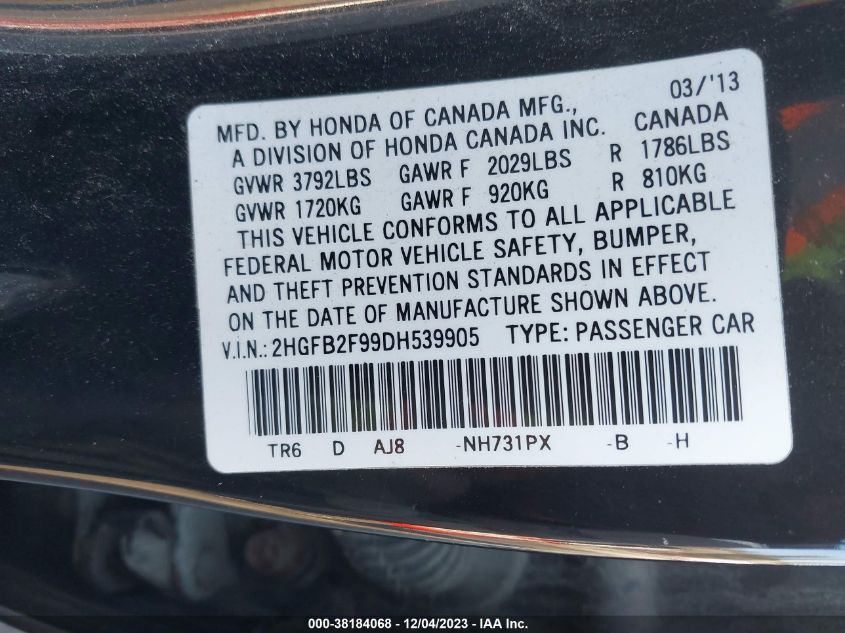 03/'13
MFD. BY HONDA OF CANADA MFG., CANADA
A DIVISION OF HONDA CANADA INC.
GVWR 3792LBS GAWR F 2029LBS R 1786LBS
GVWR 1720KG GAWR F 920KG R 810KG
THIS VEHICLE CONFORMS TO ALL APPLICABLE
FEDERAL MOTOR VEHICLE SAFETY, BUMPER,
AND THEFT PREVENTION STANDARDS IN EFFECT
ON THE DATE OF MANUFACTURE SHOWN ABOVE.
V.I.N.: 2HGFB2F99DH539905 TYPE: PASSENGER CAR
TR6 D AJ8 -NH731PX -B -H
000-38184068 - 12/04/2023 - IAA Inc.